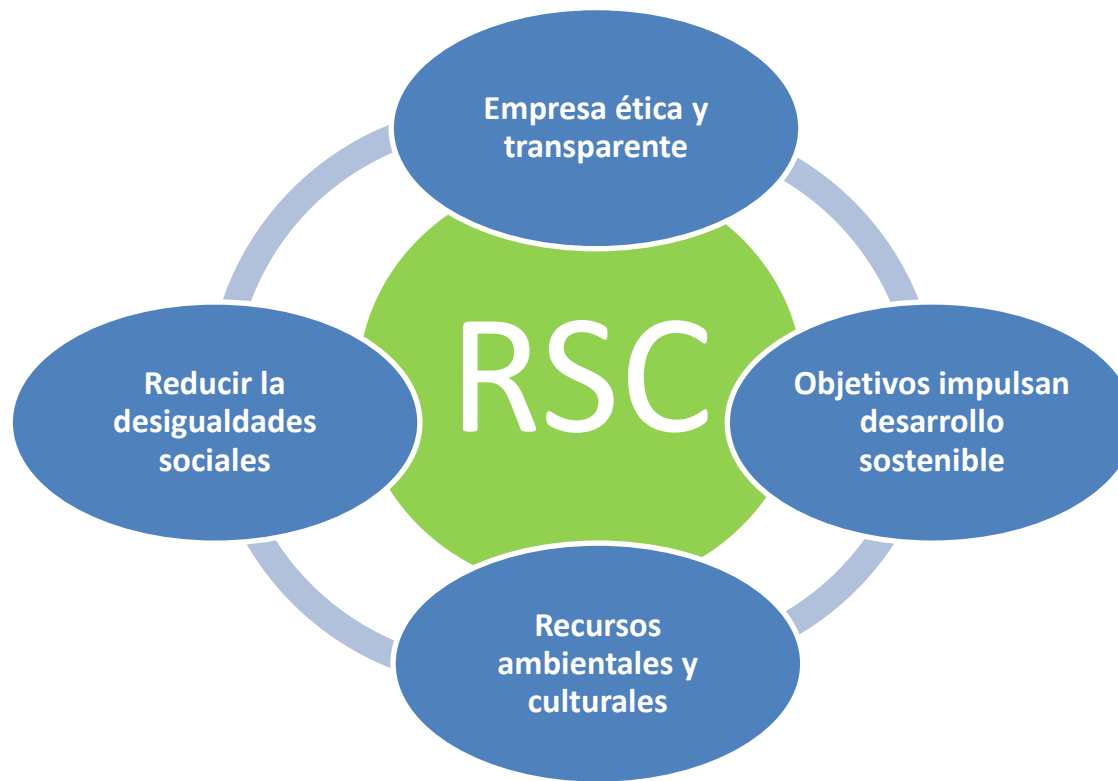 Empresa ética y
transparente
RSC
Objetivos impulsan
desarrollo
sostenible
Recursos
ambientales y
culturales
Reducir la
desigualdades
sociales